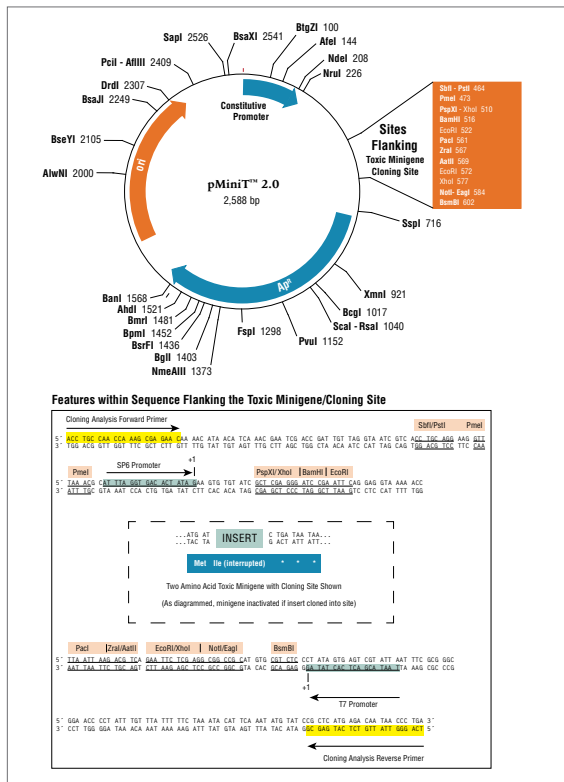 SapI 2526
BsaXI 2541
BtgZI 100
AfeI 144
NdeI 208
NruI 226
PciI - AflIII 2409
DrdI 2307
BsaJI 2249
BseYI 2105
AlwNI 2000
Constitutive
Promoter
ori
pMiniT™ 2.0
2,588 bp
Apᴿ
Sites
Flanking
Toxic Minigene
Cloning Site
SbfI - PstI 464
PmeI 473
PspXI - XhoI 510
BamHI 516
EcoRI 522
PacI 561
ZraI 567
AatII 569
EcoRI 572
XhoI 577
NotI- EagI 584
BsmBI 602
SspI 716
XmnI 921
BcgI 1017
ScaI - RsaI 1040
PvuI 1152
FspI 1298
NmeAIII 1373
BglI 1403
BsrFI 1436
BpmI 1452
BmrI 1481
AhdI 1521
BanI 1568
Features within Sequence Flanking the Toxic Minigene/Cloning Site
Cloning Analysis Forward Primer
SbfI/PstI PmeI
5´ ACC TGC CAA CCA AAG CGA GAA CAA AAC ATA ACA TCA AAC GAA TCG ACC GAT TGT TAG GTA ATC GTC ACC TGC AGG AAG GTT
3´ TGG ACG GTT GGT TTC GCT CTT GTT TTG TAT TGT AGT TTG CTT AGC TGG CTA ACA ATC CAT TAG CAG TGG ACG TCC TTC CAA
PmeI SP6 Promoter +1 PspXI/XhoI BamHI EcoRI
TAA ACG CAT TTA GGT GAC ACT ATA GAA GTG TGT ATC GCT CGA GGG ATC CGA ATT CAG GAG GTA AAA ACC
ATT TGC GTA AAT CCA CTG TGA TAT CTT CAC ACA TAG CGA GCT CCC TAG GCT TAA GTC CTC CAT TTT TGG
...ATG AT INSERT C TGA TAA TAA...
...TAC TA G ACT ATT ATT...
Met Ile (interrupted) * * *
Two Amino Acid Toxic Minigene with Cloning Site Shown
(As diagrammed, minigene inactivated if insert cloned into site)
PacI ZraI/AatII EcoRI/XhoI NotI/EagI BsmBI
5´ TTA ATT AAG ACG TCA GAA TTC TCG AGG CGG CCG CAT GTG CGT CTC CCT ATA GTG AGT CGT ATT AAT TTC GCG GGC
3´ AAT TAA TTC TGC AGT CTT AAG AGC TCC GCC GGC GTA CAC GCA GAG GGA TAT CAC TCA GCA TAA TTA AAG CGC CCG
+1
T7 Promoter
5´ GGA ACC CCT ATT TGT TTA TTT TTC TAA ATA CAT TCA AAT ATG TAT CCG CTC ATG AGA CAA TAA CCC TGA 3´
3´ CCT TGG GGA TAA ACA AAT AAA AAG ATT TAT GTA AGT TTA TAC ATA GGC GAG TAC TCT GTT ATT GGG ACT 5´
Cloning Analysis Reverse Primer